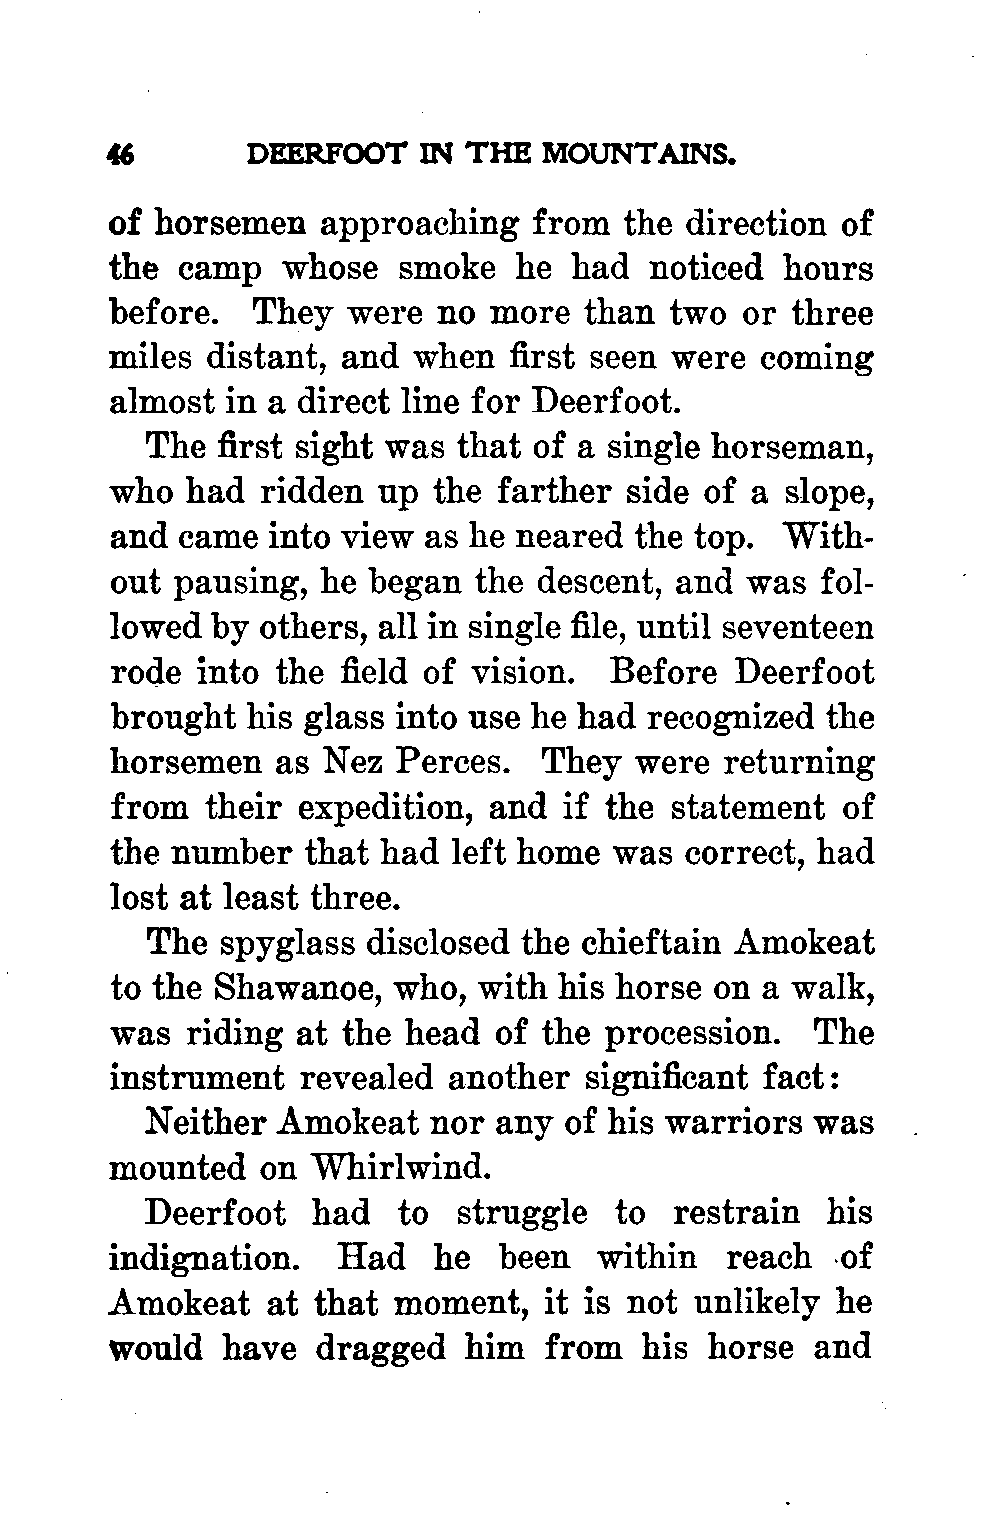 46 DEERFOOT IN THE MOUNTAINS.
of horsemen approaching from the direction of
the camp whose smoke he had noticed hours
before. They were no more than two or three
miles distant, and when first seen were coming
almost in a direct line for Deerfoot.
The first sight was that of a single horseman,
who had ridden up the farther side of a slope,
and came into view as he neared the top. With-
out pausing, he began the descent, and was fol-
lowed by others, all in single file, until seventeen
rode into the field of vision. Before Deerfoot
brought his glass into use he had recognized the
horsemen as Nez Perces. They were returning
from their expedition, and if the statement of
the number that had left home was correct, had
lost at least three.
The spyglass disclosed the chieftain Amokeat
to the Shawanoe, who, with his horse on a walk,
was riding at the head of the procession. The
instrument revealed another significant fact:
Neither Amokeat nor any of his warriors was
mounted on Whirlwind.
Deerfoot had to struggle to restrain his
indignation. Had he been within reach of
Amokeat at that moment, it is not unlikely he
would have dragged him from his horse and